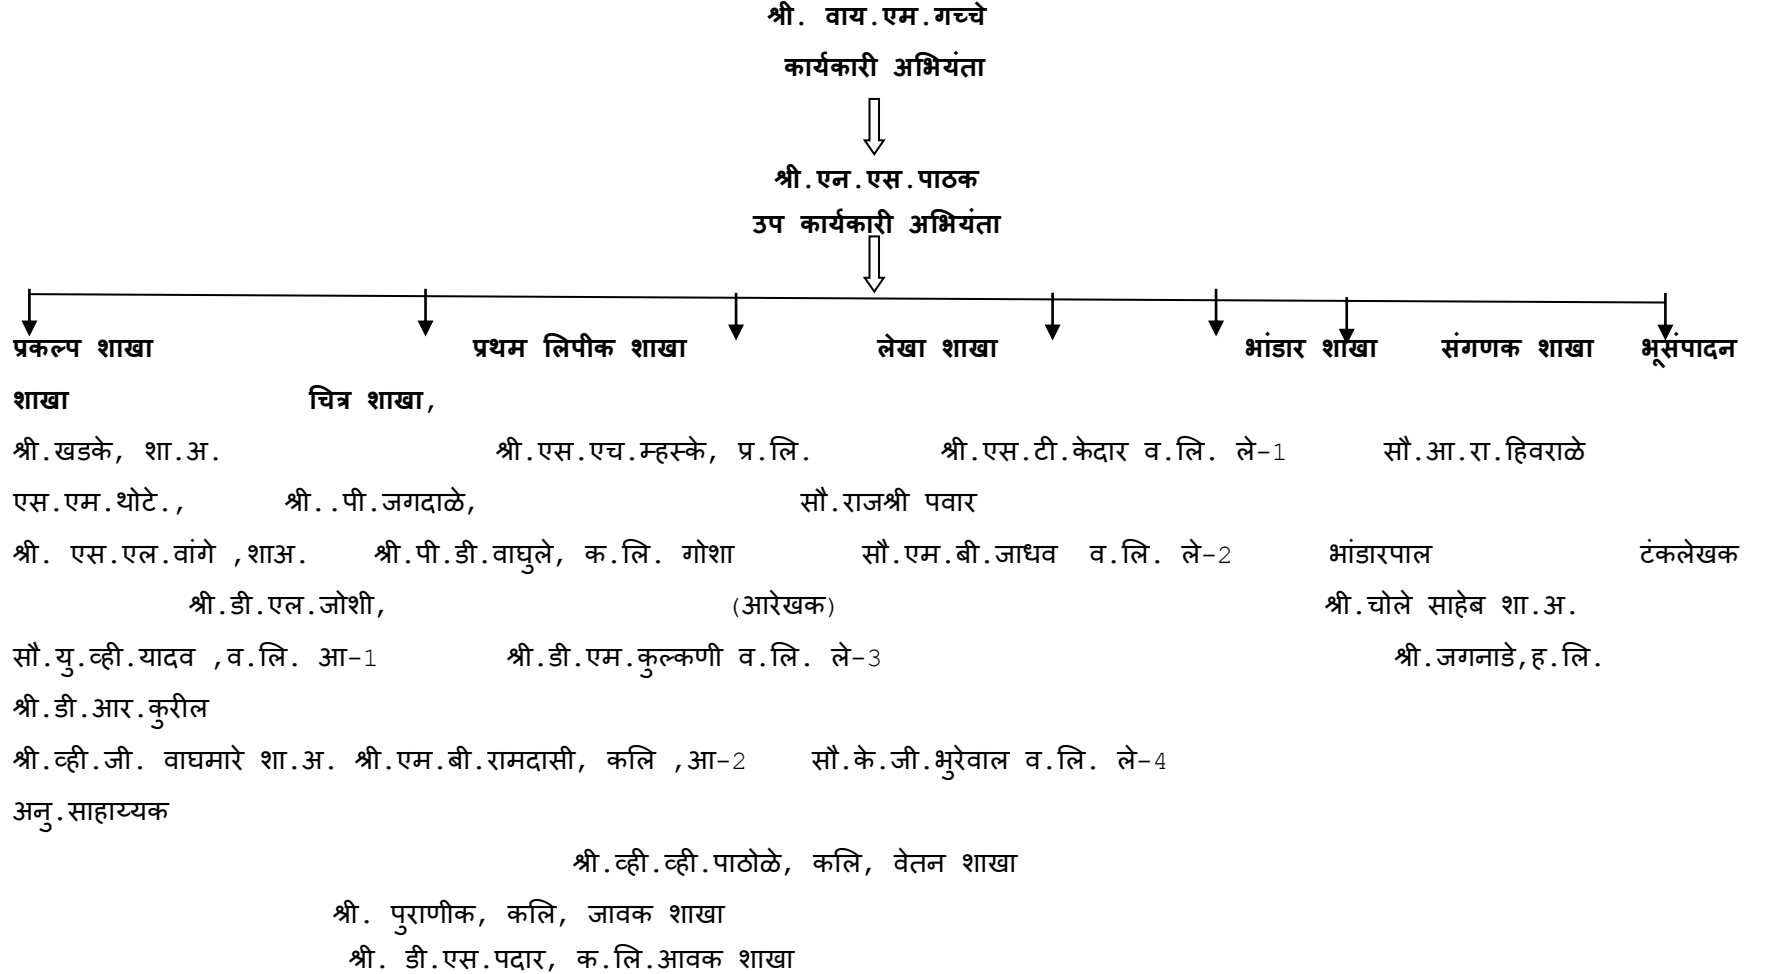 श्री. वाय.एम.गच्चे
कार्यकारी अभियंता
श्री.एन.एस.पाठक
उप कार्यकारी अभियंता
प्रकल्प शाखा प्रथम लिपीक शाखा लेखा शाखा भांडार शाखा संगणक शाखा भूसंपादन
शाखा चित्र शाखा,
श्री.खडके, शा.अ. श्री.एस.एच.म्हस्के, प्र.लि. श्री.एस.टी.केदार व.लि. ले-1 सौ.आ.रा.हिवराळे
एस.एम.थोटे., श्री..पी.जगदाळे, सौ.राजश्री पवार
श्री. एस.एल.वांगे ,शाअ. श्री.पी.डी.वाघुले, क.लि. गोशा सौ.एम.बी.जाधव व.लि. ले-2 भांडारपाल टंकलेखक
श्री.डी.एल.जोशी, (आरेखक) श्री.चोले साहेब शा.अ.
सौ.यु.व्ही.यादव ,व.लि. आ-1 श्री.डी.एम.कुल्कणी व.लि. ले-3 श्री.जगनाडे,ह.लि.
श्री.डी.आर.कुरील
श्री.व्ही.जी. वाघमारे शा.अ. श्री.एम.बी.रामदासी, कलि ,आ-2 सौ.के.जी.भुरेवाल व.लि. ले-4
अनु.साहाय्यक
श्री.व्ही.व्ही.पाठोळे, कलि, वेतन शाखा
श्री. पुराणीक, कलि, जावक शाखा
श्री. डी.एस.पदार, क.लि.आवक शाखा